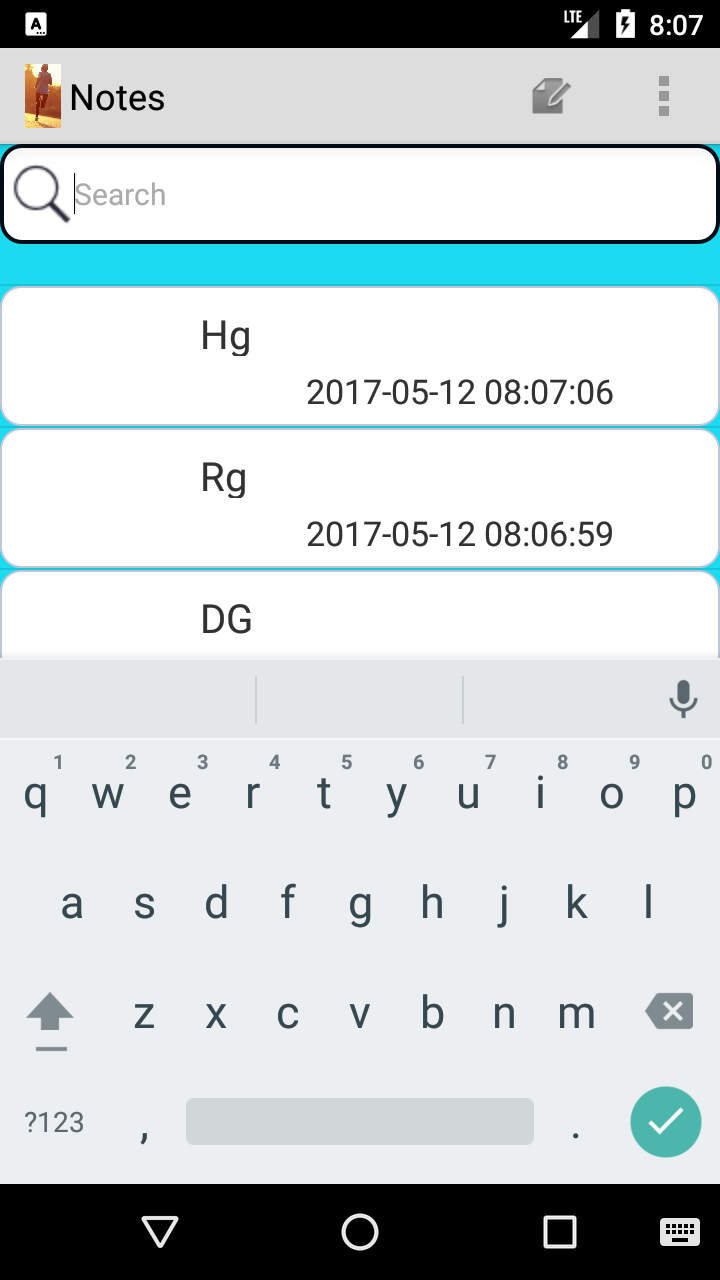 A
LTE 8:07
Notes
Search
Hg
2017-05-12 08:07:06
Rg
2017-05-12 08:06:59
DG
1 2 3 4 5 6 7 8 9 0
q w e r t y u i o p
a s d f g h j k l
z x c v b n m
?123 , .